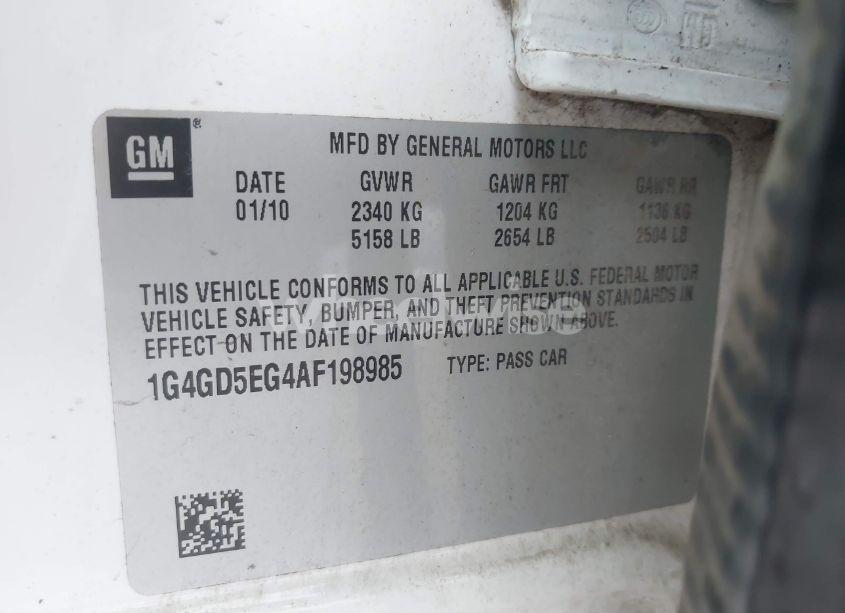 GM ®
MFD BY GENERAL MOTORS LLC
DATE GVWR GAWR FRT GAWR RR
01/10 2340 KG 1204 KG 1136 KG
5158 LB 2654 LB 2504 LB
THIS VEHICLE CONFORMS TO ALL APPLICABLE U.S. FEDERAL MOTOR
VEHICLE SAFETY, BUMPER, AND THEFT PREVENTION STANDARDS IN
EFFECT ON THE DATE OF MANUFACTURE SHOWN ABOVE.
1G4GD5EG4AF198985 TYPE: PASS CAR